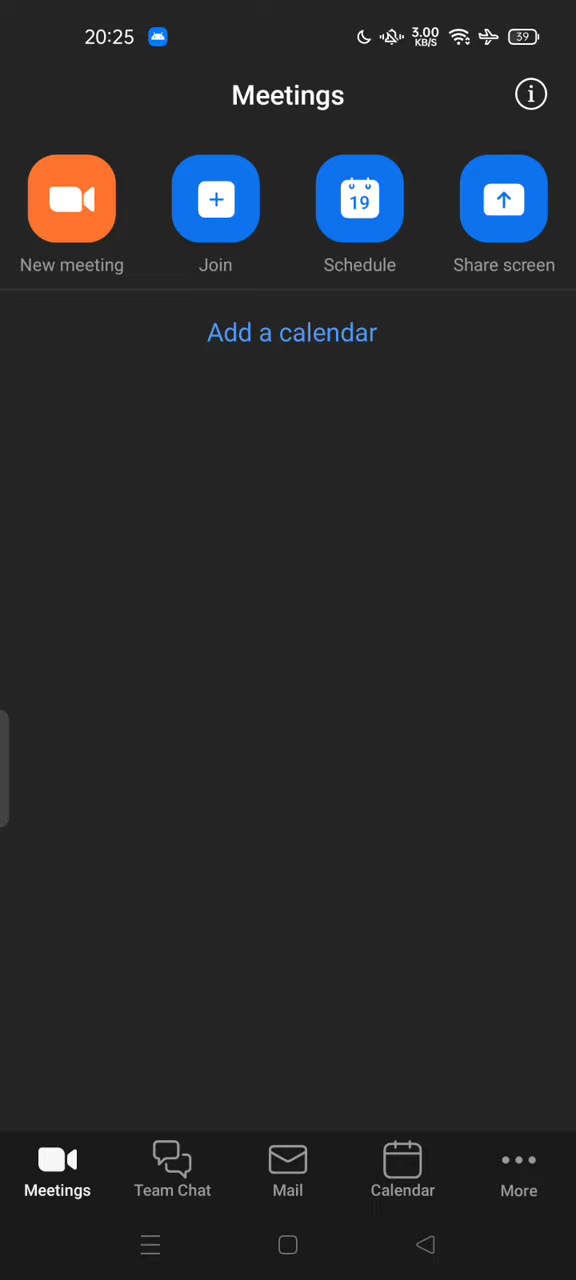 20:25 3.00 KB/S 39
Meetings
19
New meeting Join Schedule Share screen
Add a calendar
Meetings Team Chat Mail Calendar More